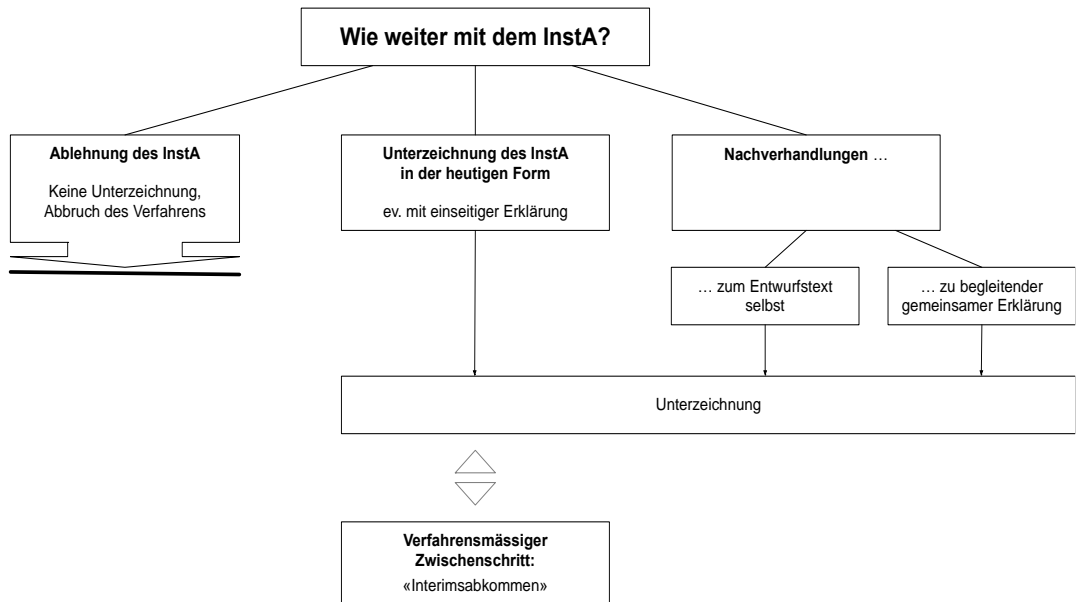 Wie weiter mit dem InstA?
Ablehnung des InstA
Keine Unterzeichnung,
Abbruch des Verfahrens
Unterzeichnung des InstA
in der heutigen Form
ev. mit einseitiger Erklärung
Nachverhandlungen …
… zum Entwurfstext
selbst
… zu begleitender
gemeinsamer Erklärung
Unterzeichnung
Verfahrensmässiger
Zwischenschritt:
«Interimsabkommen»